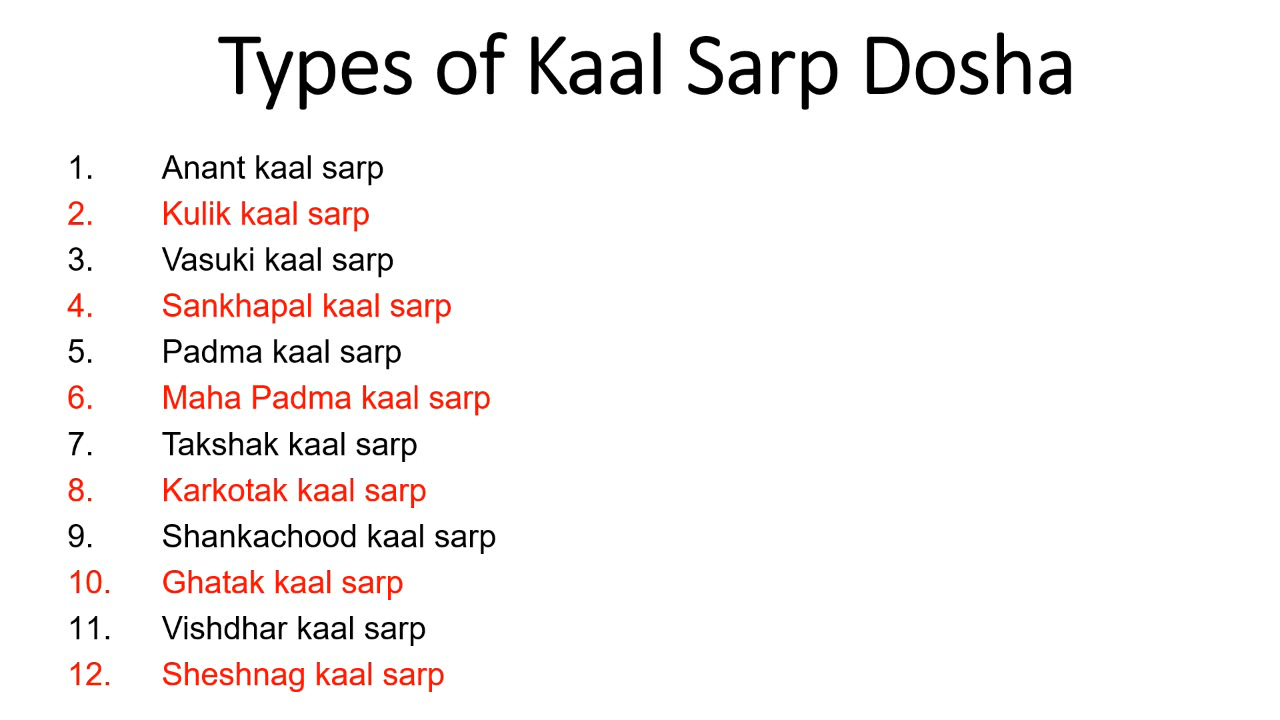 Types of Kaal Sarp Dosha
1. Anant kaal sarp
2. Kulik kaal sarp
3. Vasuki kaal sarp
4. Sankhapal kaal sarp
5. Padma kaal sarp
6. Maha Padma kaal sarp
7. Takshak kaal sarp
8. Karkotak kaal sarp
9. Shankachood kaal sarp
10. Ghatak kaal sarp
11. Vishdhar kaal sarp
12. Sheshnag kaal sarp